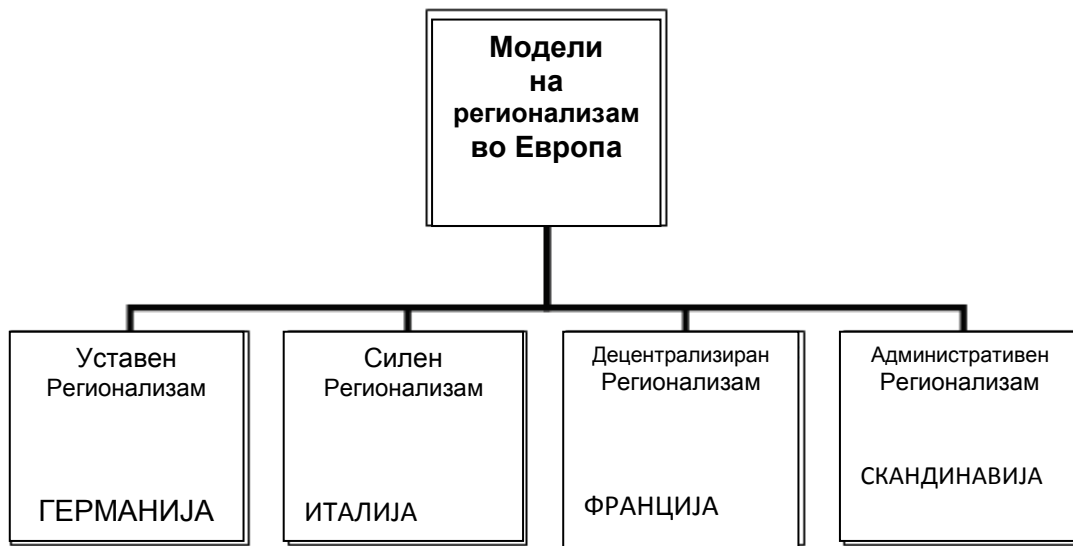 Модели
на
регионализам
во Европа
Уставен
Регионализам
ГЕРМАНИЈА
Силен
Регионализам
ИТАЛИЈА
Децентрализиран
Регионализам
ФРАНЦИЈА
Административен
Регионализам
СКАНДИНАВИЈА